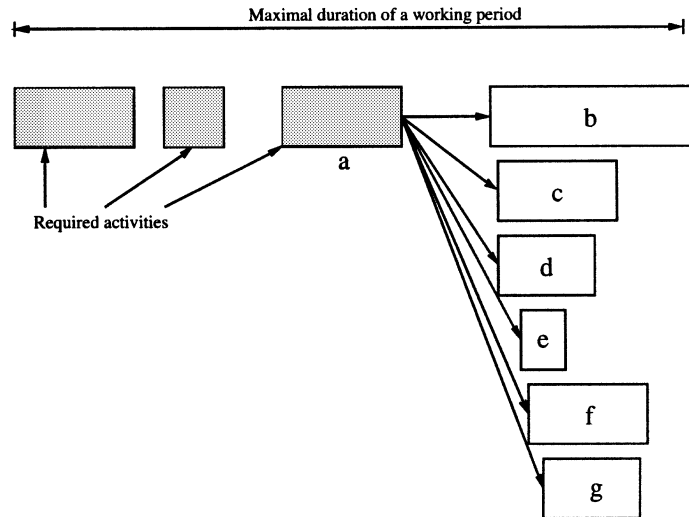 Maximal duration of a working period
b
a
c
Required activities
d
e
f
g